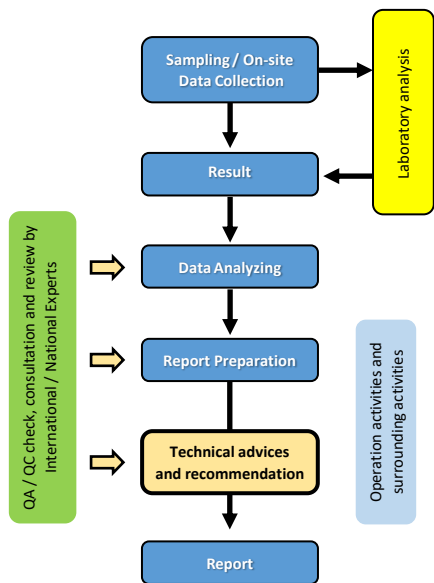 Sampling / On-site
Data Collection
Laboratory analysis
Result
QA / QC check, consultation and review by
International / National Experts
Data Analyzing
Report Preparation
Operation activities and
surrounding activities
Technical advices
and recommendation
Report